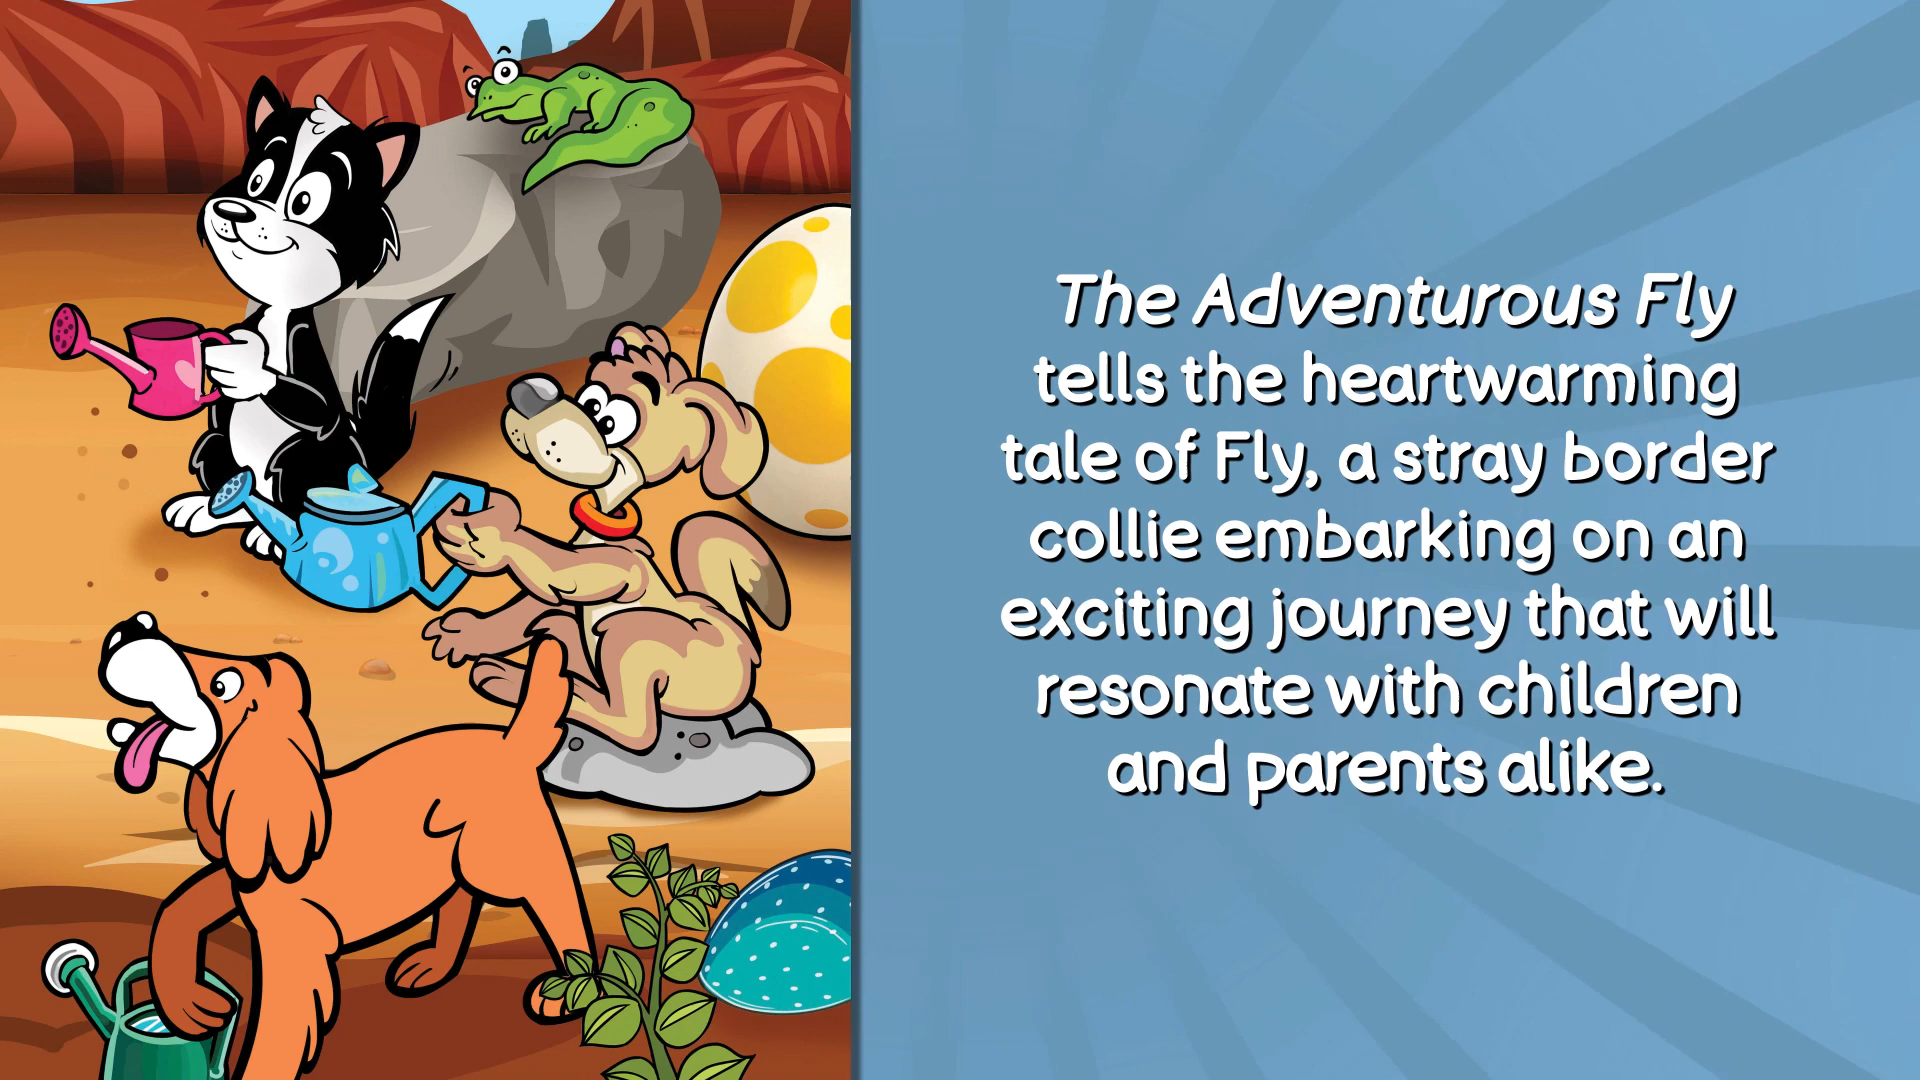 The Adventurous Fly
tells the heartwarming
tale of Fly, a stray border
collie embarking on an
exciting journey that will
resonate with children
and parents alike.